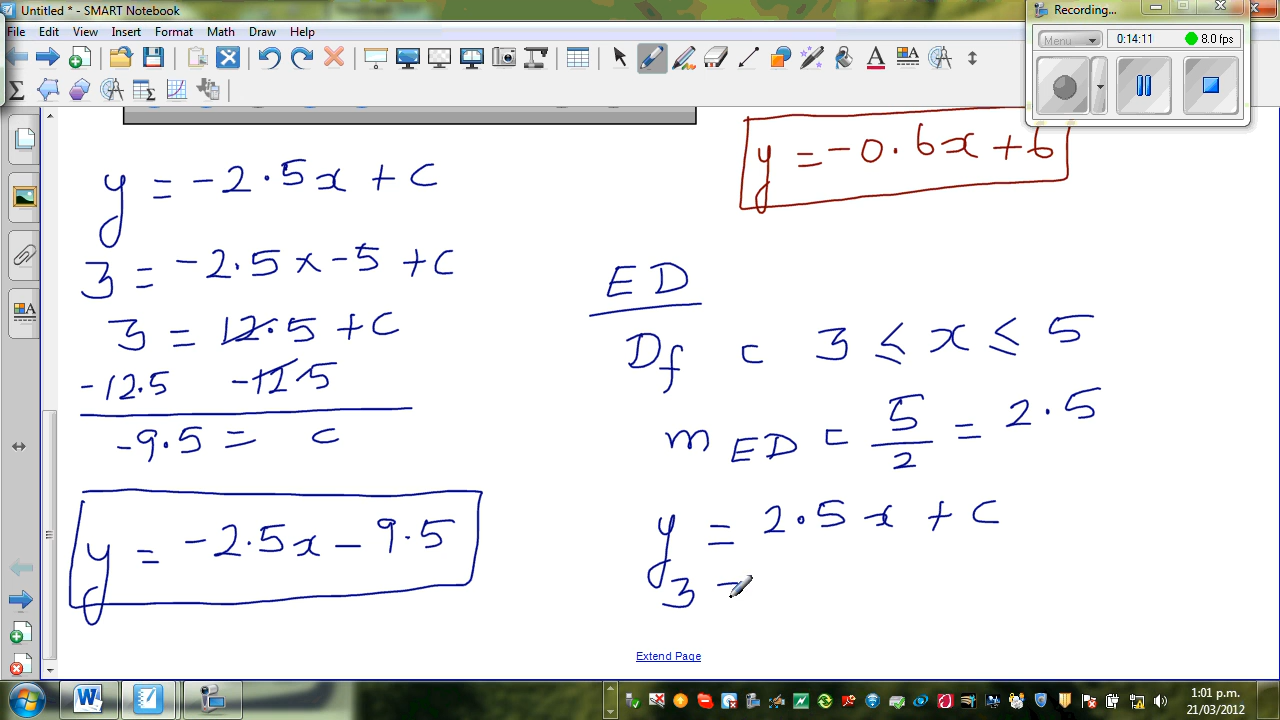 Untitled * - SMART Notebook
File Edit View Insert Format Math Draw Help
Recording...
Menu
0:14:11
8.0 fps
y = -2.5x + c
3 = -2.5 x -5 + c
3 = 12.5 + c
-12.5 -12.5
-9.5 = c
y = -2.5x - 9.5
y = -0.6x + 6
ED
Df = 3 ≤ x ≤ 5
m ED = 5/2 = 2.5
y = 2.5x + c
3 =
Extend Page
1:01 p.m.
21/03/2012